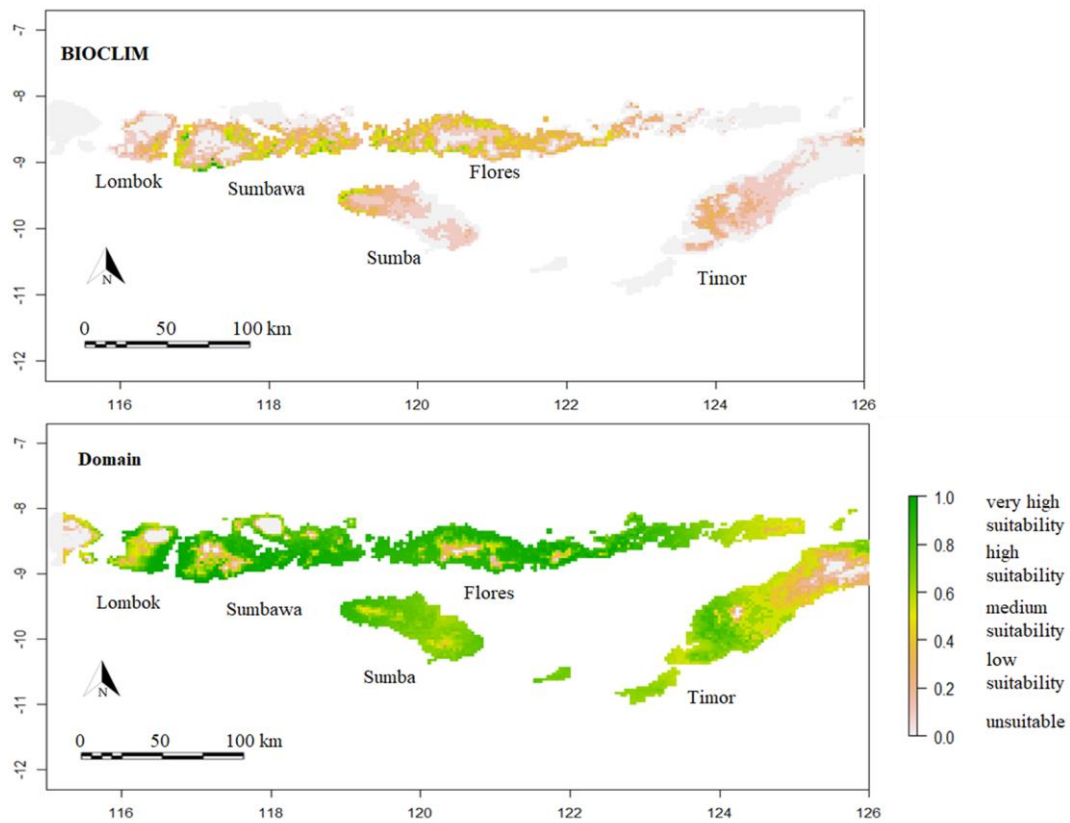 BIOCLIM
-7
-8
-9
-10
-11
-12
Lombok
Sumbawa
Flores
Sumba
Timor
N
0 50 100 km
116 118 120 122 124 126
Domain
-7
-8
-9
-10
-11
-12
Lombok
Sumbawa
Flores
Sumba
Timor
N
0 50 100 km
116 118 120 122 124 126
1.0
0.8
0.6
0.4
0.2
0.0
very high
suitability
high
suitability
medium
suitability
low
suitability
unsuitable